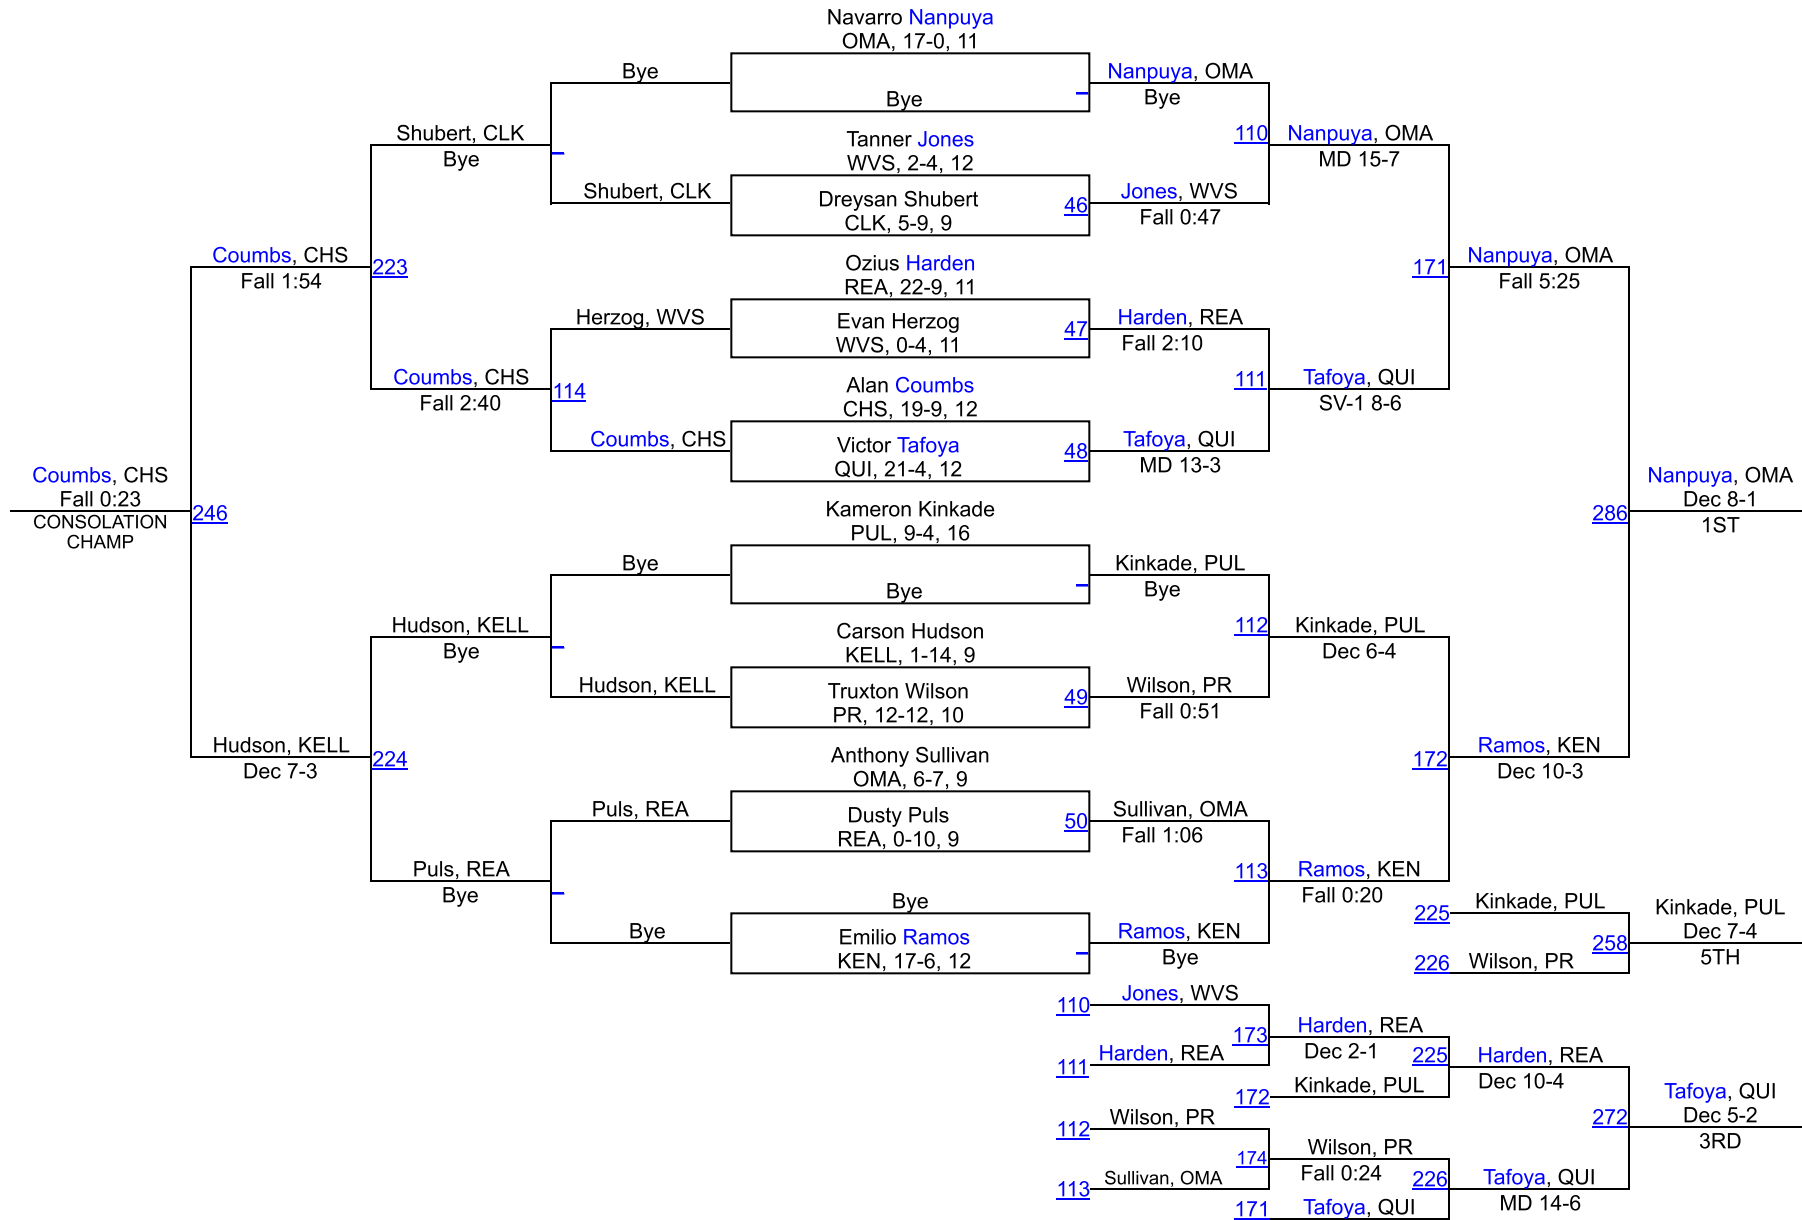 Navarro Nanpuya
OMA, 17-0, 11
Bye
Bye
Nanpuya, OMA
Bye
Shubert, CLK
Bye
Tanner Jones
WVS, 2-4, 12
110
Nanpuya, OMA
MD 15-7
Shubert, CLK
Dreysan Shubert
CLK, 5-9, 9
46
Jones, WVS
Fall 0:47
Coumbs, CHS
Fall 1:54
223
Ozius Harden
REA, 22-9, 11
171
Nanpuya, OMA
Fall 5:25
Herzog, WVS
Evan Herzog
WVS, 0-4, 11
47
Harden, REA
Fall 2:10
Coumbs, CHS
Fall 2:40
114
Alan Coumbs
CHS, 19-9, 12
111
Tafoya, QUI
SV-1 8-6
Coumbs, CHS
Victor Tafoya
QUI, 21-4, 12
48
Tafoya, QUI
MD 13-3
Coumbs, CHS
Fall 0:23
CONSOLATION
CHAMP
246
Kameron Kinkade
PUL, 9-4, 16
286
Nanpuya, OMA
Dec 8-1
1ST
Bye
Bye
Kinkade, PUL
Bye
Hudson, KELL
Bye
Carson Hudson
KELL, 1-14, 9
112
Kinkade, PUL
Dec 6-4
Hudson, KELL
Truxton Wilson
PR, 12-12, 10
49
Wilson, PR
Fall 0:51
Hudson, KELL
Dec 7-3
224
Anthony Sullivan
OMA, 6-7, 9
172
Ramos, KEN
Dec 10-3
Puls, REA
Dusty Puls
REA, 0-10, 9
50
Sullivan, OMA
Fall 1:06
Puls, REA
Bye
Bye
113
Ramos, KEN
Fall 0:20
Bye
Emilio Ramos
KEN, 17-6, 12
Ramos, KEN
Bye
225
Kinkade, PUL
226
Wilson, PR
258
Kinkade, PUL
Dec 7-4
5TH
110
Jones, WVS
111
Harden, REA
173
Harden, REA
Dec 2-1
172
Kinkade, PUL
225
Harden, REA
Dec 10-4
112
Wilson, PR
113
Sullivan, OMA
174
Wilson, PR
Fall 0:24
171
Tafoya, QUI
226
Tafoya, QUI
MD 14-6
272
Tafoya, QUI
Dec 5-2
3RD